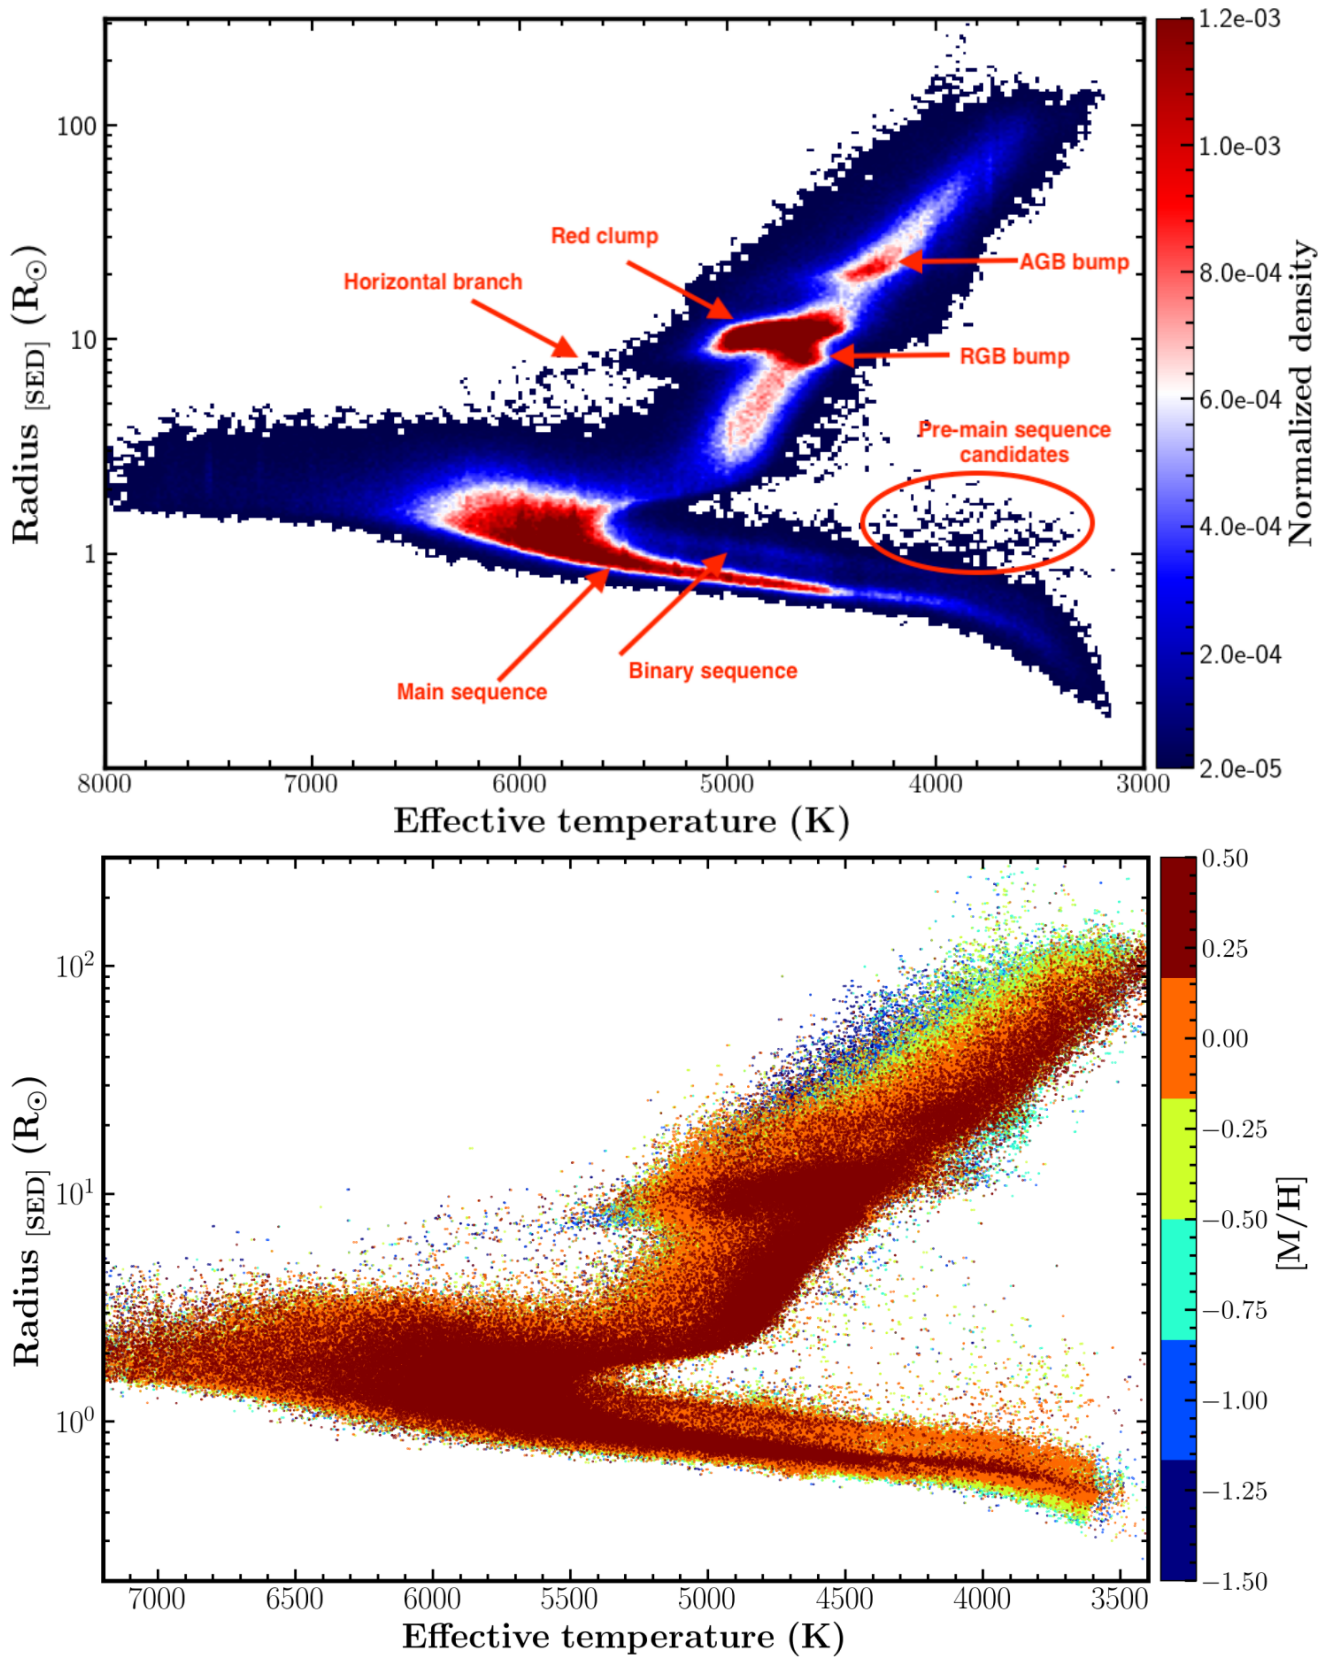 1.2e-03
100
1.0e-03
Red clump
Horizontal branch
AGB bump
8.0e-04
10
RGB bump
6.0e-04
Pre-main sequence
candidates
4.0e-04
1
Binary sequence
Main sequence
2.0e-04
2.0e-05
Radius [SED] (R⊙)
Normalized density
8000 7000 6000 5000 4000 3000
Effective temperature (K)
0.50
0.25
10²
0.00
−0.25
10¹
−0.50
−0.75
−1.00
10⁰
−1.25
−1.50
Radius [SED] (R⊙)
[M/H]
7000 6500 6000 5500 5000 4500 4000 3500
Effective temperature (K)